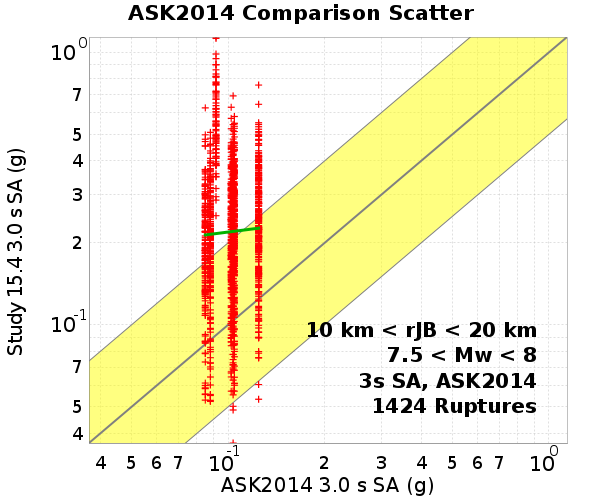 ASK2014 Comparison Scatter
Study 15.4 3.0 s SA (g)
10⁰
7
5
4
3
2
10⁻¹
7
5
4
10 km < rJB < 20 km
7.5 < Mw < 8
3s SA, ASK2014
1424 Ruptures
4 5 6 7 10⁻¹ 2 3 4 5 6 7 10⁰
ASK2014 3.0 s SA (g)